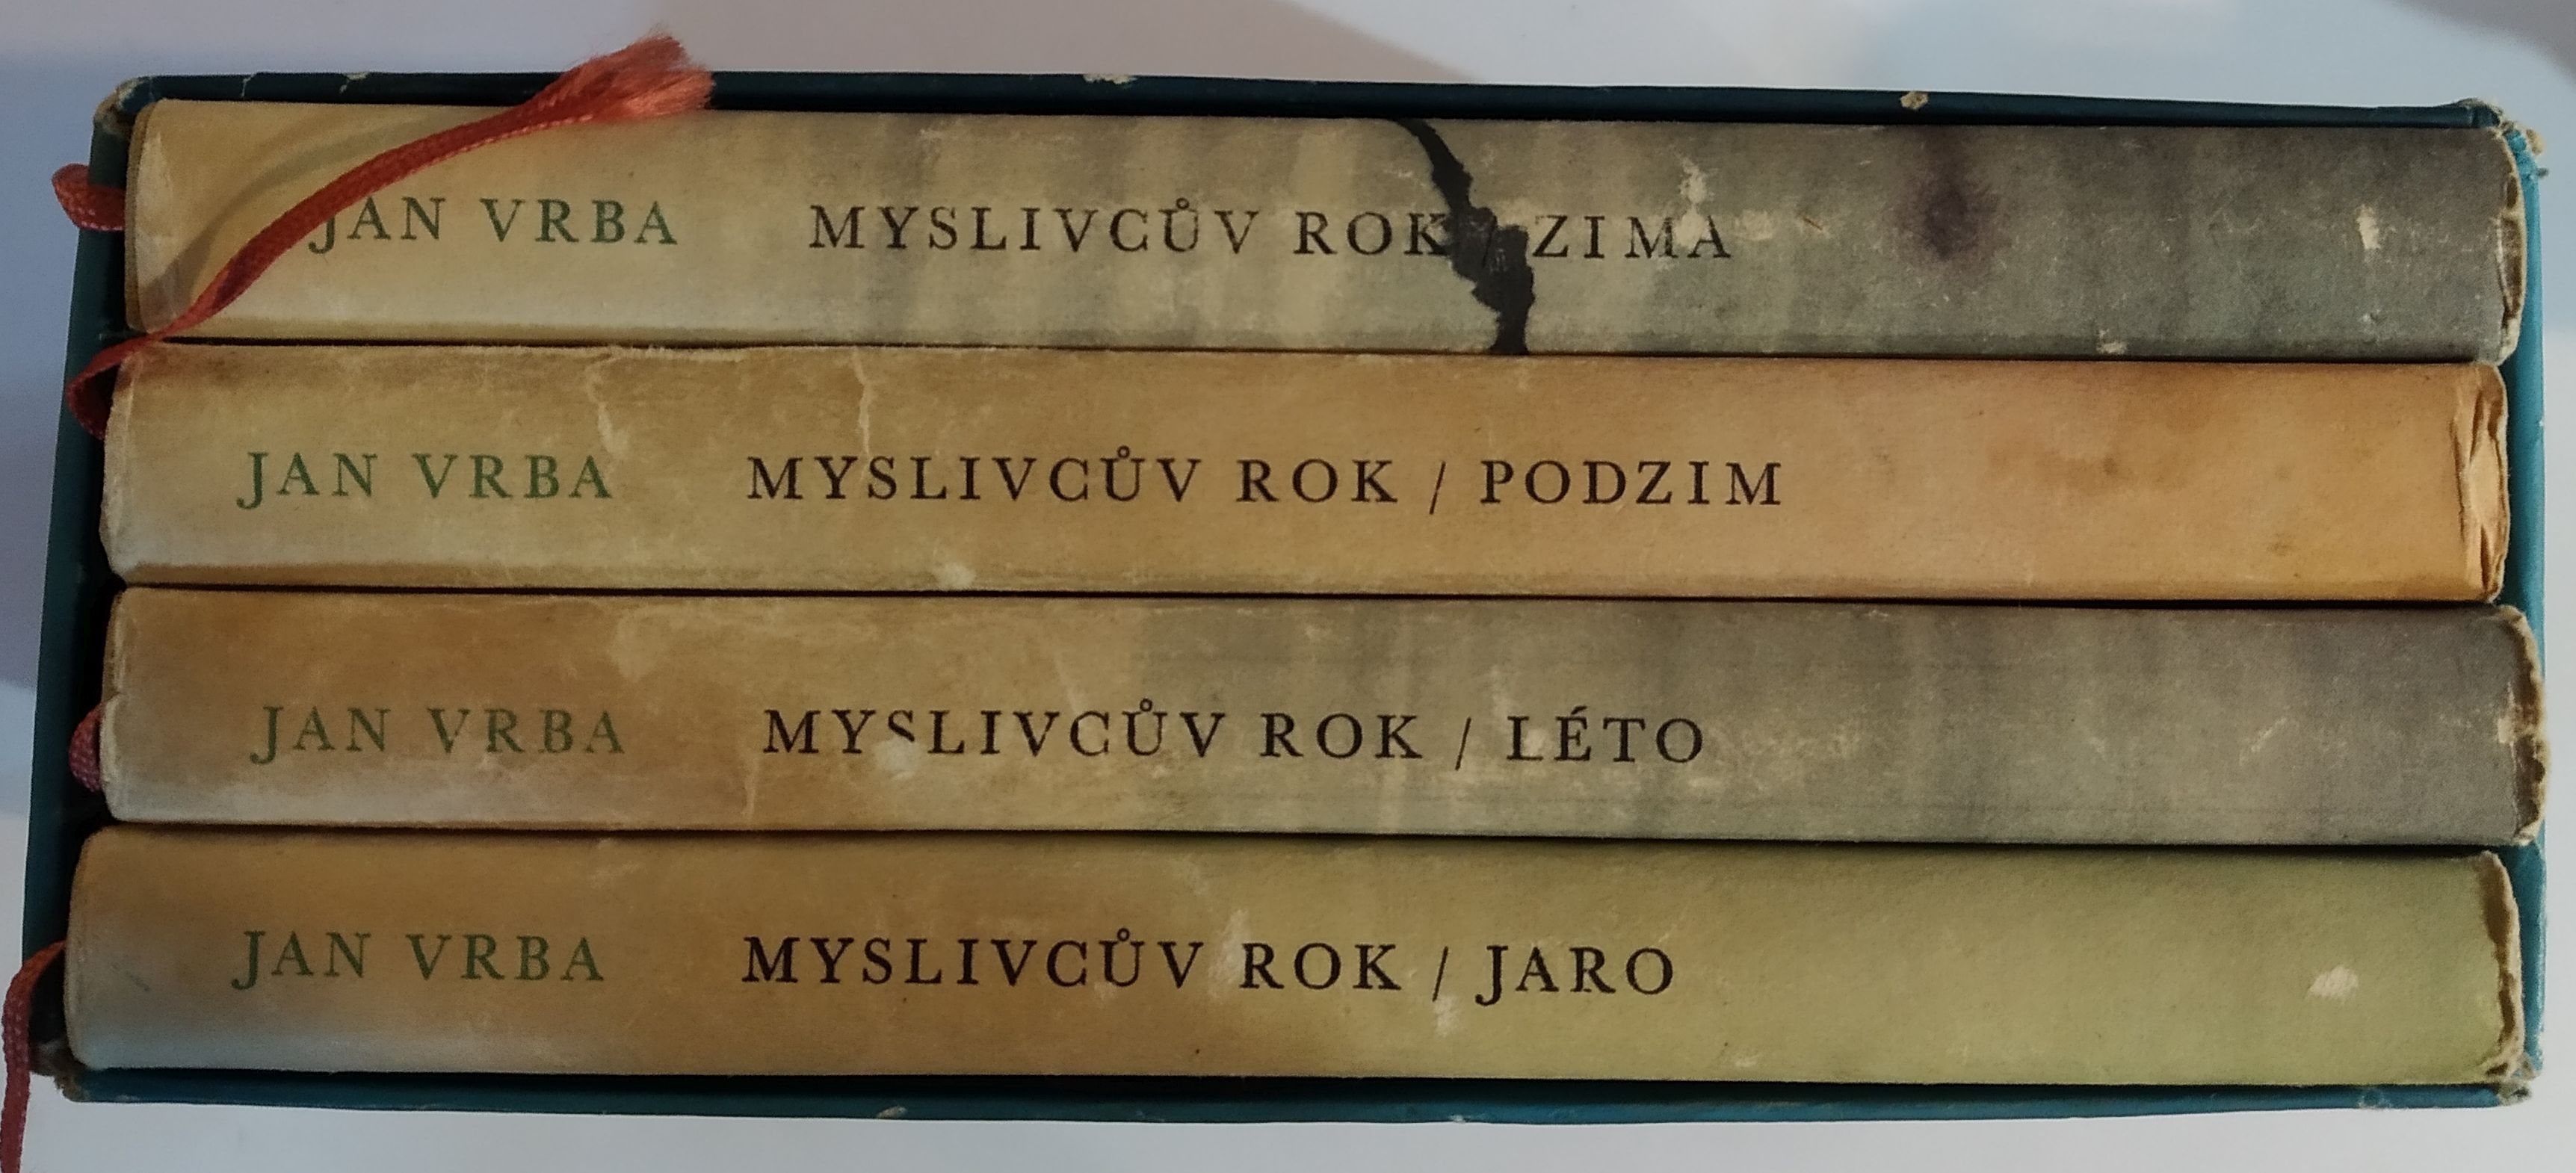 JAN VRBA MYSLIVCŮV ROK / ZIMA
JAN VRBA MYSLIVCŮV ROK / PODZIM
JAN VRBA MYSLIVCŮV ROK / LÉTO
JAN VRBA MYSLIVCŮV ROK / JARO